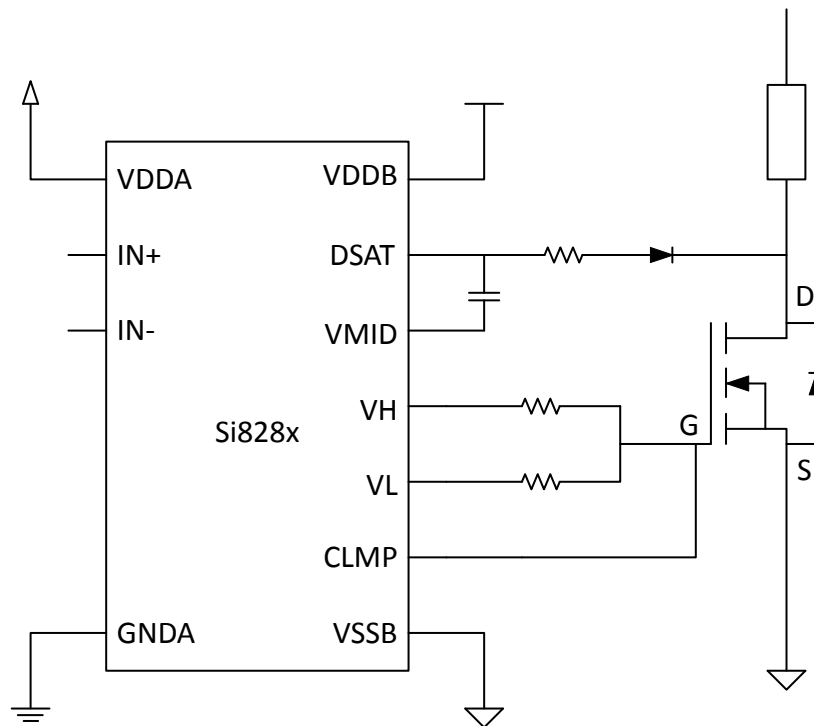 VDDA
VDDB
IN+
DSAT
IN-
VMID
D
VH
G
Si828x
VL
S
CLMP
GNDA
VSSB